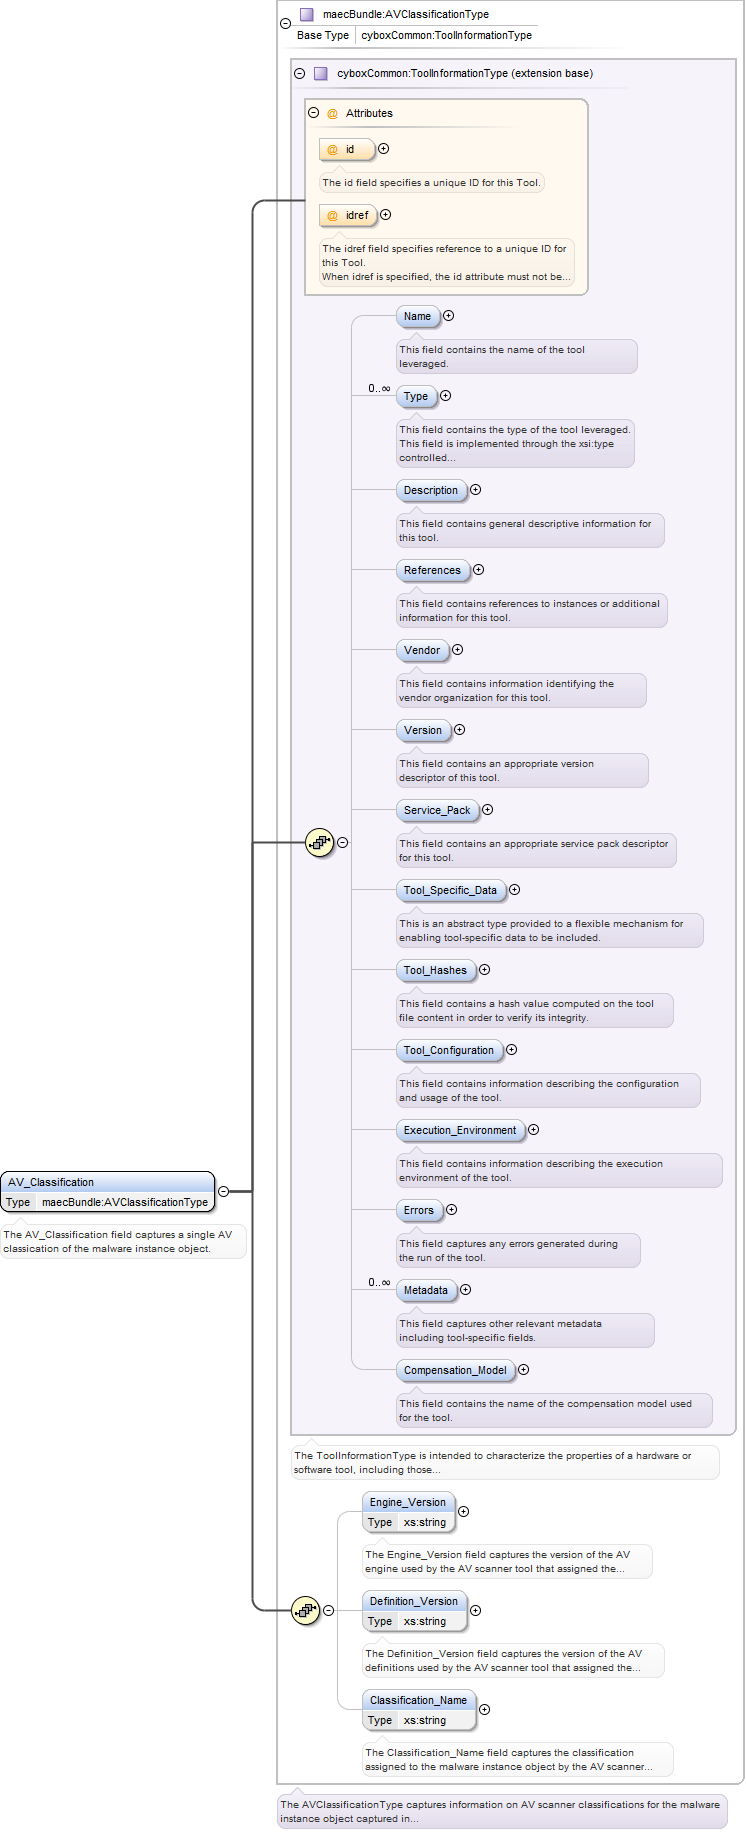 maecBundle:AVClassificationType
Base Type cyboxCommon:ToolInformationType
cyboxCommon:ToolInformationType (extension base)
@ Attributes
@ id
The id field specifies a unique ID for this Tool.
@ idref
The idref field specifies reference to a unique ID for
this Tool.
When idref is specified, the id attribute must not be...
Name
This field contains the name of the tool
leveraged.
0..∞
Type
This field contains the type of the tool leveraged.
This field is implemented through the xsi:type
controlled...
Description
This field contains general descriptive information for
this tool.
References
This field contains references to instances or additional
information for this tool.
Vendor
This field contains information identifying the
vendor organization for this tool.
Version
This field contains an appropriate version
descriptor of this tool.
Service_Pack
This field contains an appropriate service pack descriptor
for this tool.
Tool_Specific_Data
This is an abstract type provided to a flexible mechanism for
enabling tool-specific data to be included.
Tool_Hashes
This field contains a hash value computed on the tool
file content in order to verify its integrity.
Tool_Configuration
This field contains information describing the configuration
and usage of the tool.
Execution_Environment
This field contains information describing the execution
environment of the tool.
Errors
This field captures any errors generated during
the run of the tool.
0..∞
Metadata
This field captures other relevant metadata
including tool-specific fields.
Compensation_Model
This field contains the name of the compensation model used
for the tool.
The ToolInformationType is intended to characterize the properties of a hardware or
software tool, including those...
AV_Classification
Type maecBundle:AVClassificationType
The AV_Classification field captures a single AV
classication of the malware instance object.
Engine_Version
Type xs:string
The Engine_Version field captures the version of the AV
engine used by the AV scanner tool that assigned the...
Definition_Version
Type xs:string
The Definition_Version field captures the version of the AV
definitions used by the AV scanner tool that assigned the...
Classification_Name
Type xs:string
The Classification_Name field captures the classification
assigned to the malware instance object by the AV scanner...
The AVClassificationType captures information on AV scanner classifications for the malware
instance object captured in...